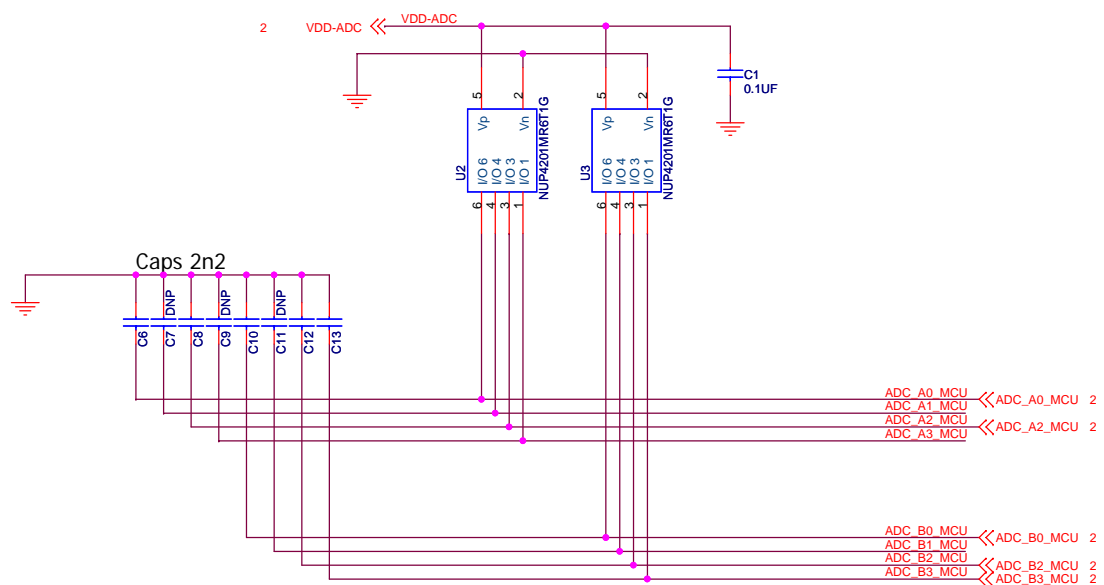 2 VDD-ADC VDD-ADC
C1
0.1UF
5 2
Vp Vn
I/O 6 I/O 4 I/O 3 I/O 1
6 4 3 1
U2
NUP4201MR6T1G
5 2
Vp Vn
I/O 6 I/O 4 I/O 3 I/O 1
6 4 3 1
U3
NUP4201MR6T1G
Caps 2n2
DNP DNP DNP
C6 C7 C8 C9 C10 C11 C12 C13
ADC_A0_MCU ADC_A0_MCU 2
ADC_A1_MCU
ADC_A2_MCU ADC_A2_MCU 2
ADC_A3_MCU
ADC_B0_MCU ADC_B0_MCU 2
ADC_B1_MCU
ADC_B2_MCU ADC_B2_MCU 2
ADC_B3_MCU ADC_B3_MCU 2